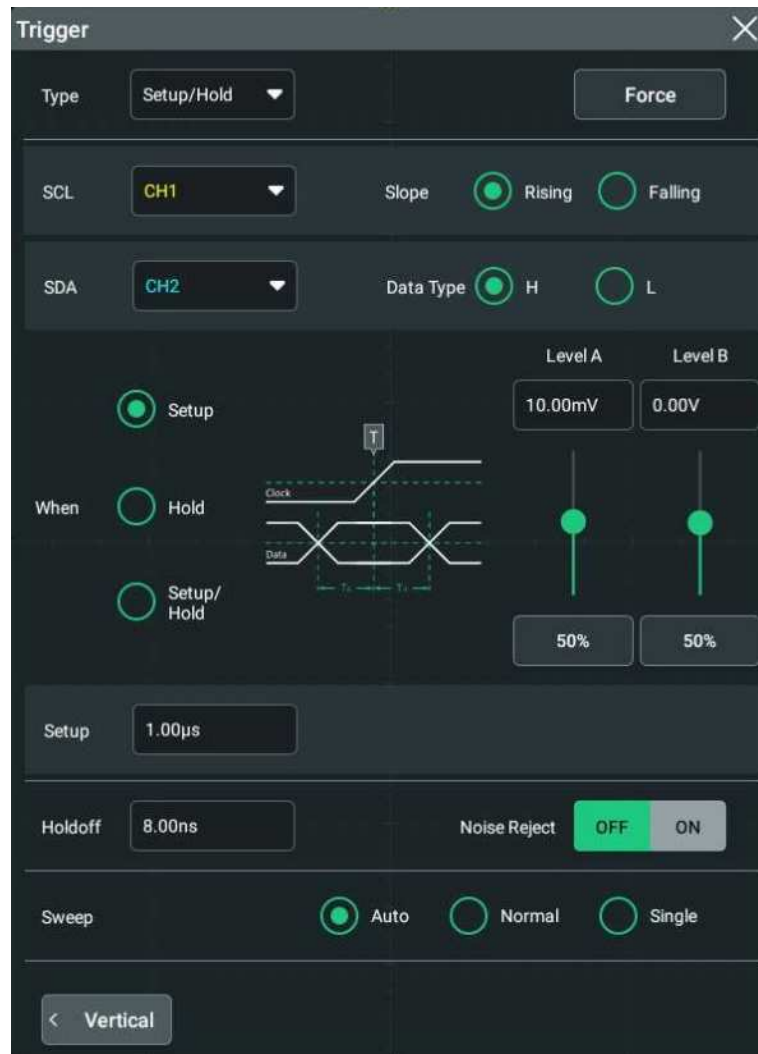 Trigger
Type Setup/Hold Force
SCL CH1 Slope Rising Falling
SDA CH2 Data Type H L
Level A Level B
Setup 10.00mV 0.00V
T
When Hold Clock
Data
Setup/
Hold
50% 50%
Setup 1.00μs
Holdoff 8.00ns Noise Reject OFF ON
Sweep Auto Normal Single
< Vertical